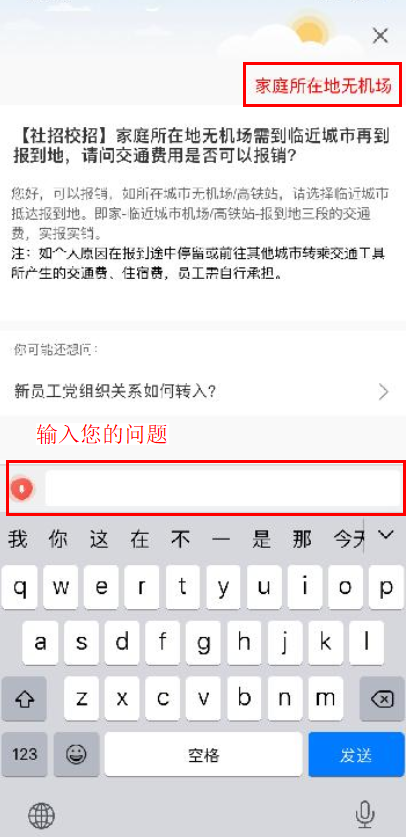 家庭所在地无机场
【社招校招】家庭所在地无机场需到临近城市再到
报到地，请问交通费用是否可以报销？
您好，可以报销，如所在城市无机场/高铁站，请选择临近城市
抵达报到地。即家-临近城市机场/高铁站-报到地三段的交通
费，实报实销。
注：如个人原因在报到途中停留或前往其他城市转乘交通工具
所产生的交通费、住宿费，员工需自行承担。
你可能还想问：
新员工党组织关系如何转入？
输入您的问题
我 你 这 在 不 一 是 那 今天
q w e r t y u i o p
a s d f g h j k l
z x c v b n m
123 空格 发送